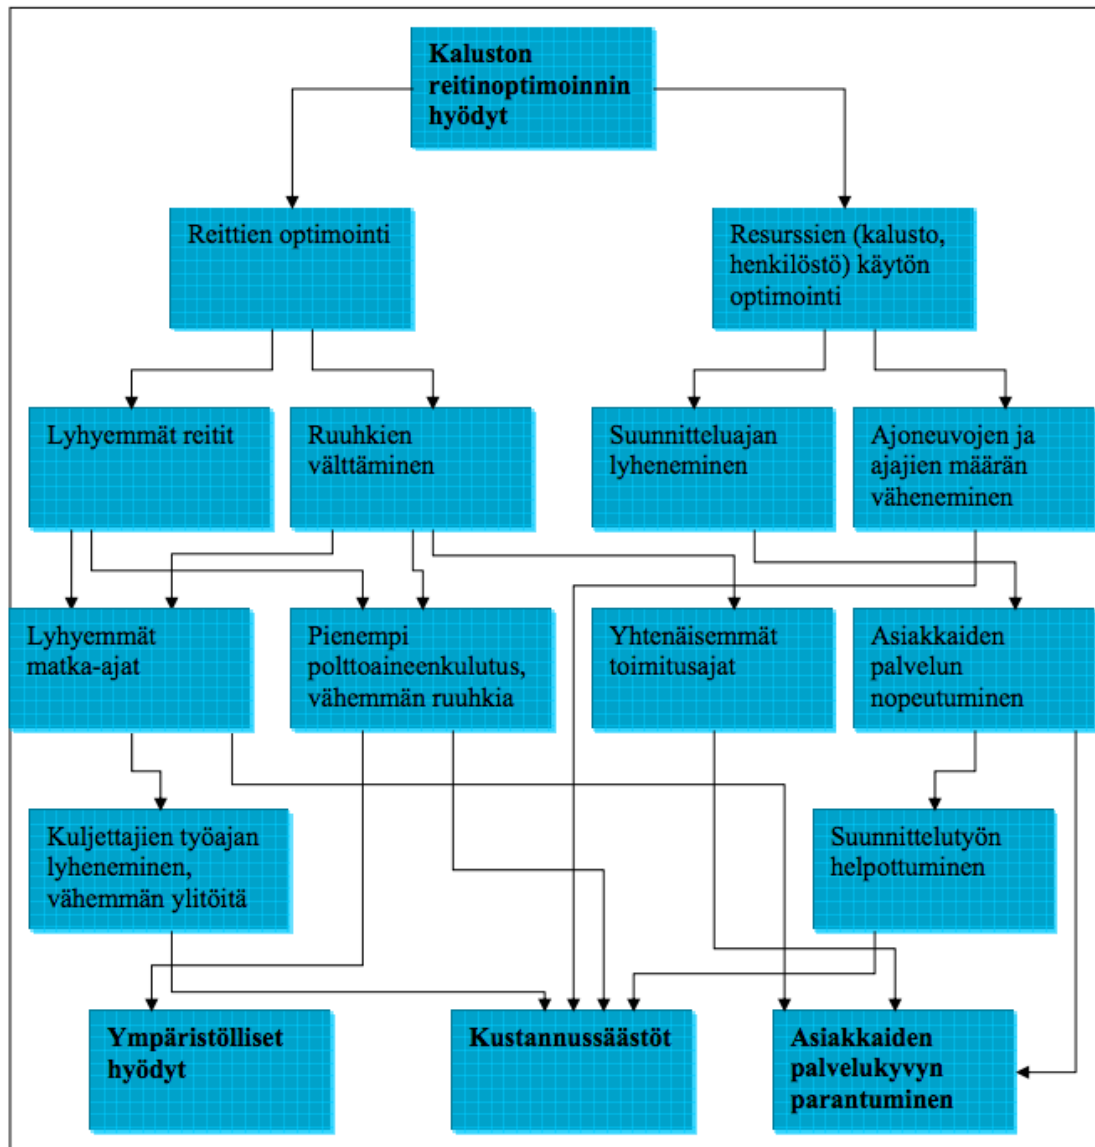 Kaluston
reitinoptimoinnin
hyödyt
Reittien optimointi
Resurssien (kalusto,
henkilöstö) käytön
optimointi
Lyhyemmät reitit
Ruuhkien
välttäminen
Suunnitteluajan
lyheneminen
Ajoneuvojen ja
ajajien määrän
väheneminen
Lyhyemmät
matka-ajat
Pienempi
polttoaineenkulutus,
vähemmän ruuhkia
Yhtenäisemmät
toimitusajat
Asiakkaiden
palvelun
nopeutuminen
Kuljettajien työajan
lyheneminen,
vähemmän ylitöitä
Suunnittelutyön
helpottuminen
Ympäristölliset
hyödyt
Kustannussäästöt
Asiakkaiden
palvelukyvyn
parantuminen